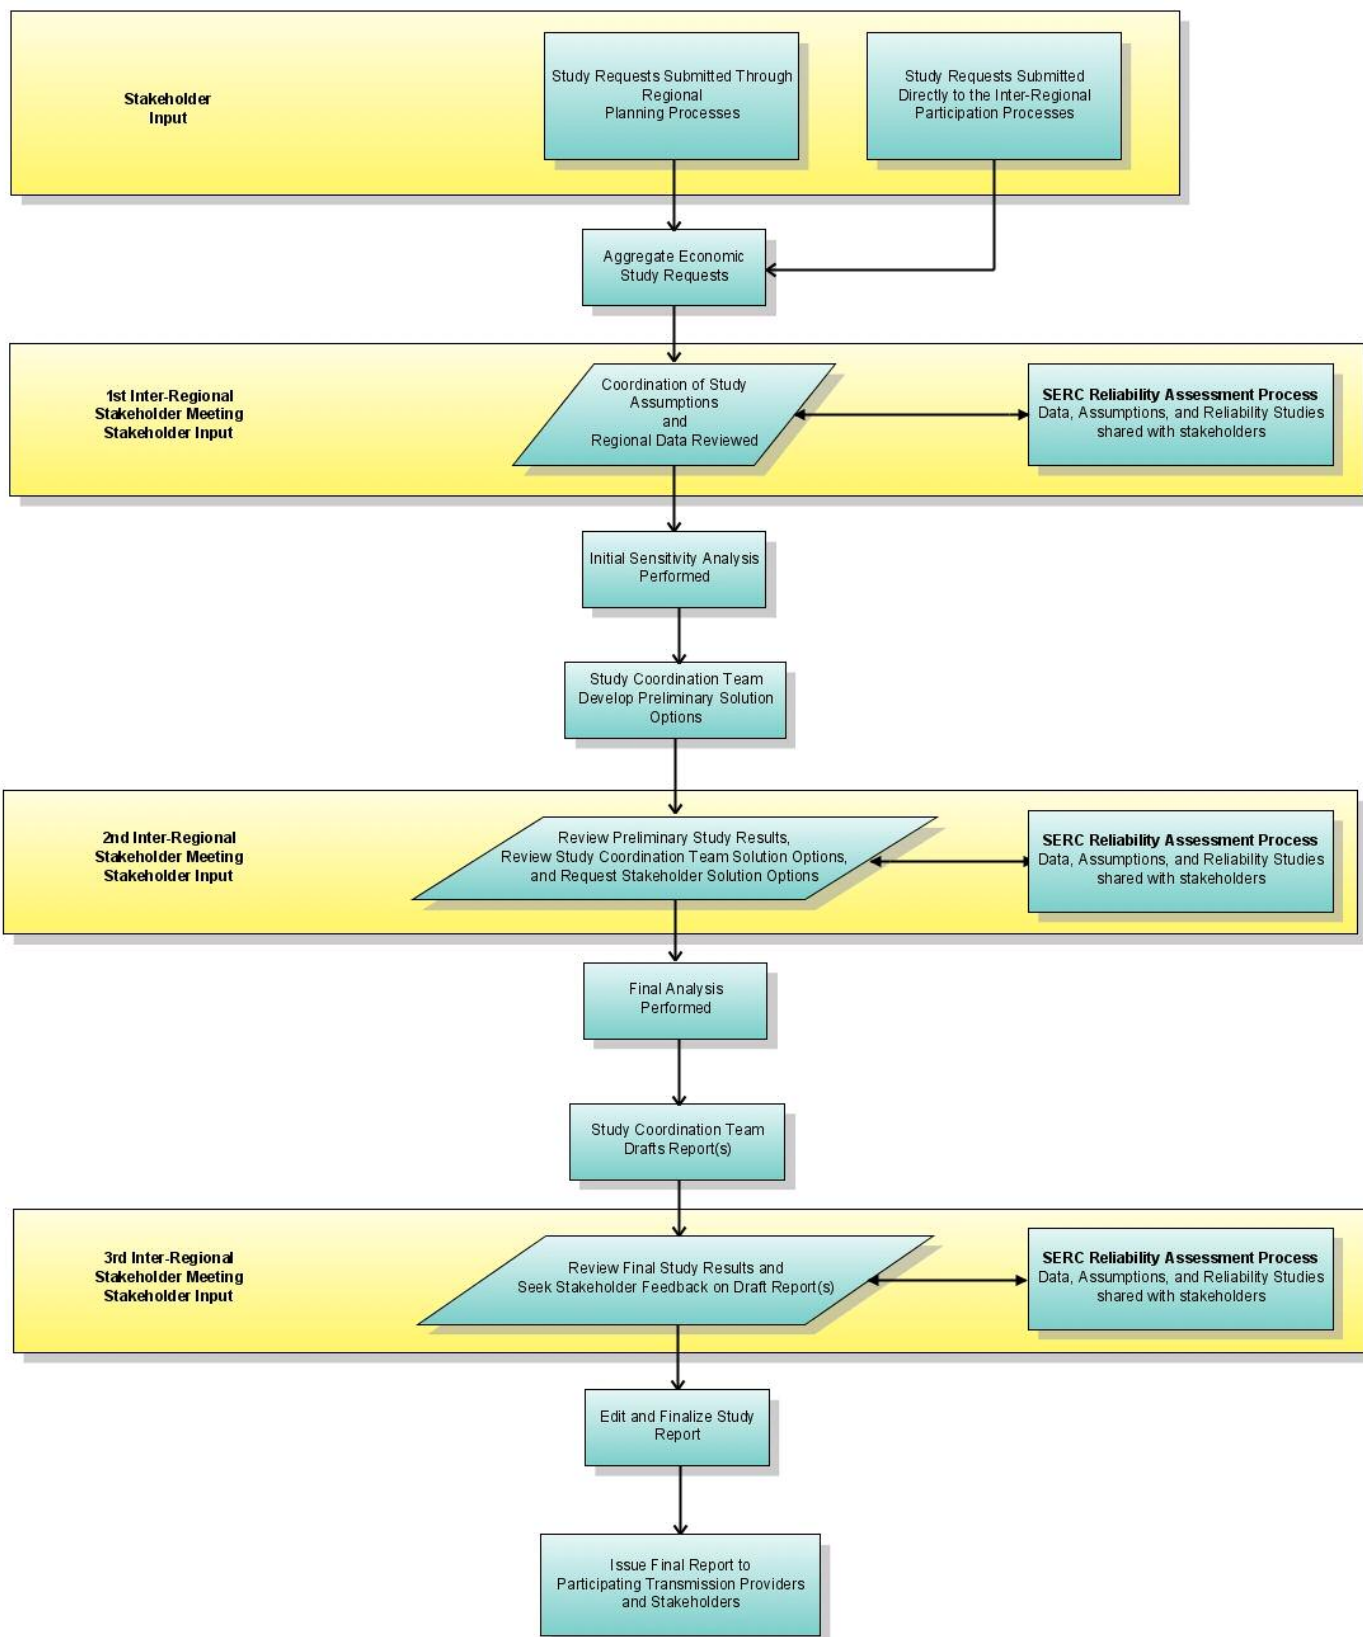 Stakeholder
Input
Study Requests Submitted Through
Regional
Planning Processes
Study Requests Submitted
Directly to the Inter-Regional
Participation Processes
Aggregate Economic
Study Requests
1st Inter-Regional
Stakeholder Meeting
Stakeholder Input
Coordination of Study
Assumptions
and
Regional Data Reviewed
SERC Reliability Assessment Process
Data, Assumptions, and Reliability Studies
shared with stakeholders
Initial Sensitivity Analysis
Performed
Study Coordination Team
Develop Preliminary Solution
Options
2nd Inter-Regional
Stakeholder Meeting
Stakeholder Input
Review Preliminary Study Results,
Review Study Coordination Team Solution Options,
and Request Stakeholder Solution Options
SERC Reliability Assessment Process
Data, Assumptions, and Reliability Studies
shared with stakeholders
Final Analysis
Performed
Study Coordination Team
Drafts Report(s)
3rd Inter-Regional
Stakeholder Meeting
Stakeholder Input
Review Final Study Results and
Seek Stakeholder Feedback on Draft Report(s)
SERC Reliability Assessment Process
Data, Assumptions, and Reliability Studies
shared with stakeholders
Edit and Finalize Study
Report
Issue Final Report to
Participating Transmission Providers
and Stakeholders